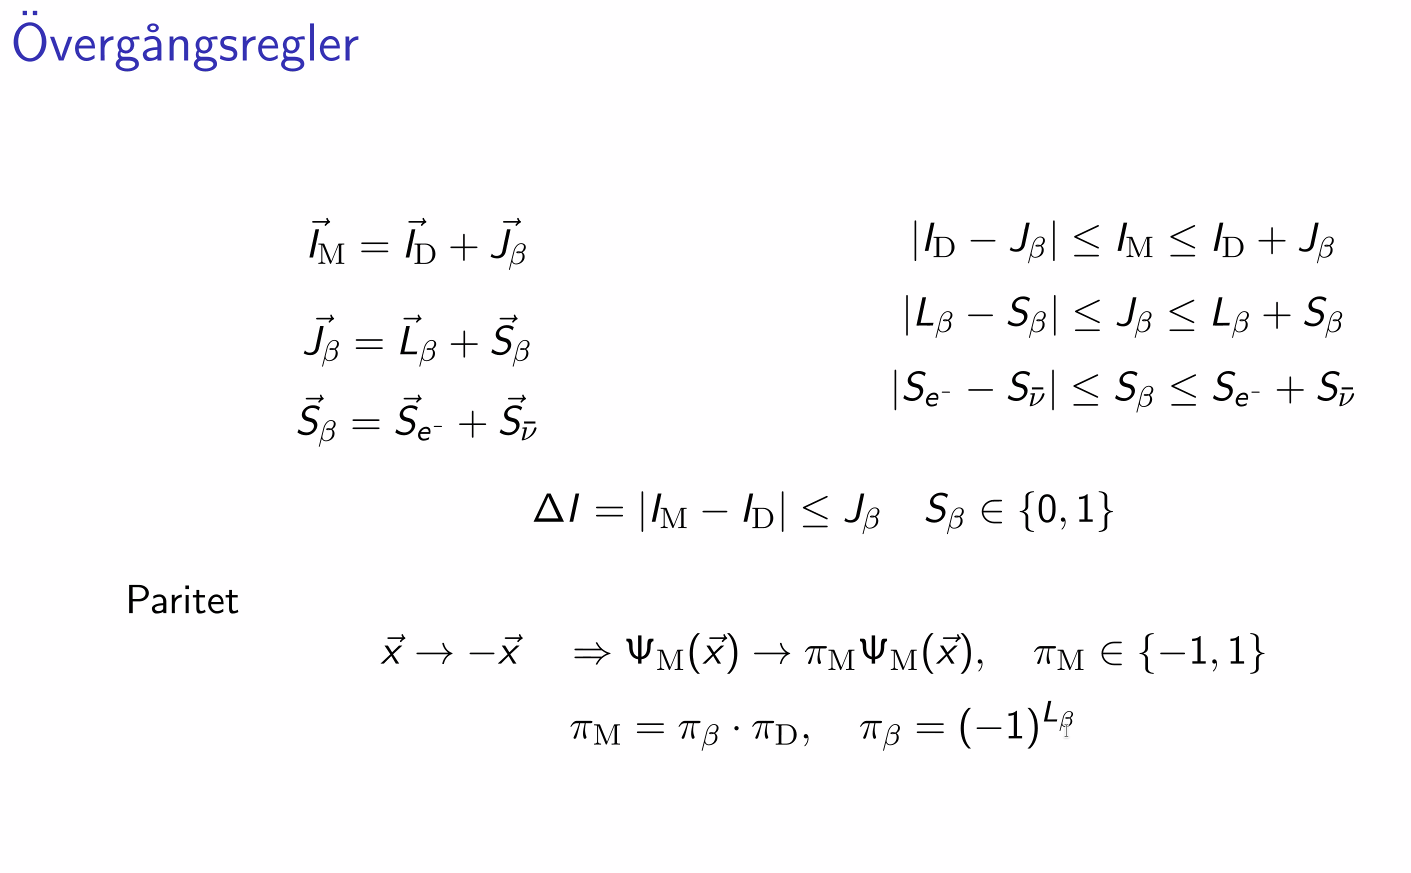 Övergångsregler
$\vec{I}_{\mathrm{M}} = \vec{I}_{\mathrm{D}} + \vec{J}_\beta$
$\vec{J}_\beta = \vec{L}_\beta + \vec{S}_\beta$
$\vec{S}_\beta = \vec{S}_{e^-} + \vec{S}_{\bar{\nu}}$
$|I_{\mathrm{D}} - J_\beta| \leq I_{\mathrm{M}} \leq I_{\mathrm{D}} + J_\beta$
$|L_\beta - S_\beta| \leq J_\beta \leq L_\beta + S_\beta$
$|S_{e^-} - S_{\bar{\nu}}| \leq S_\beta \leq S_{e^-} + S_{\bar{\nu}}$
$\Delta I = |I_{\mathrm{M}} - I_{\mathrm{D}}| \leq J_\beta \quad S_\beta \in \{0, 1\}$
Paritet
$\vec{x} \rightarrow -\vec{x} \quad \Rightarrow \Psi_{\mathrm{M}}(\vec{x}) \rightarrow \pi_{\mathrm{M}} \Psi_{\mathrm{M}}(\vec{x}), \quad \pi_{\mathrm{M}} \in \{-1, 1\}$
$\pi_{\mathrm{M}} = \pi_\beta \cdot \pi_{\mathrm{D}}, \quad \pi_\beta = (-1)^{L_\beta}$